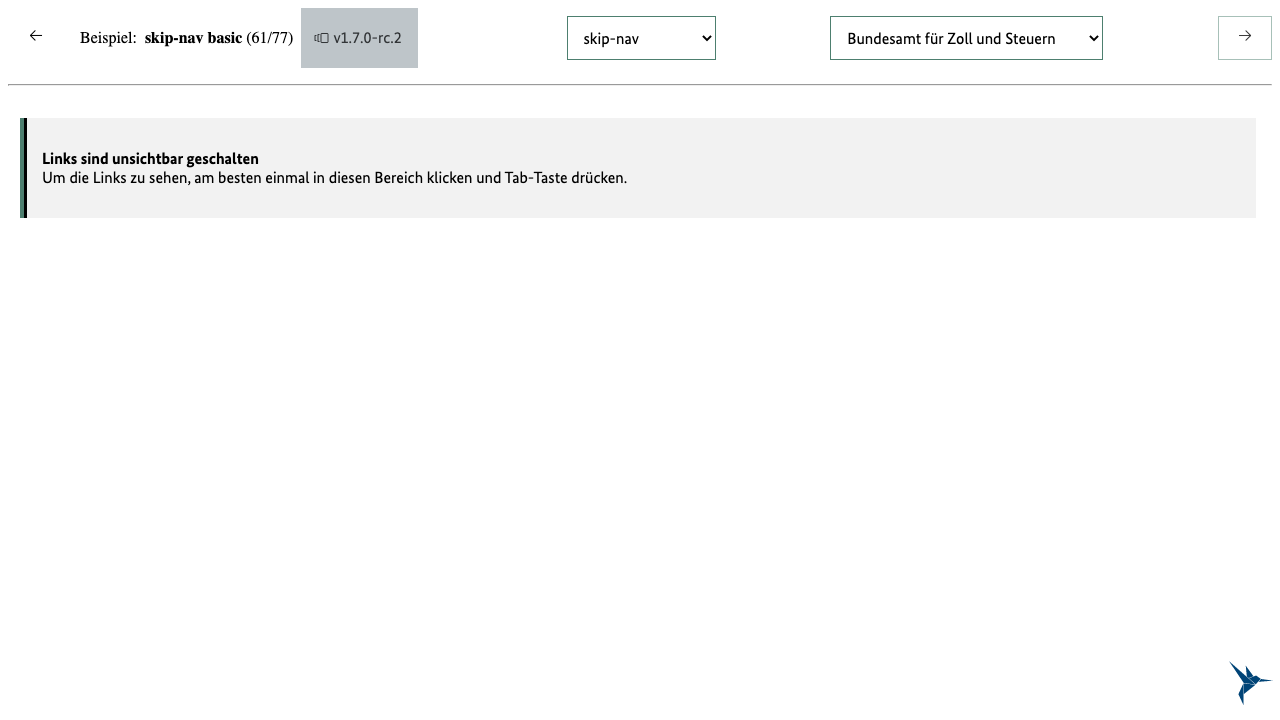 Beispiel: skip-nav basic (61/77)
v1.7.0-rc.2
skip-nav
Bundesamt für Zoll und Steuern
Links sind unsichtbar geschalten
Um die Links zu sehen, am besten einmal in diesen Bereich klicken und Tab-Taste drücken.